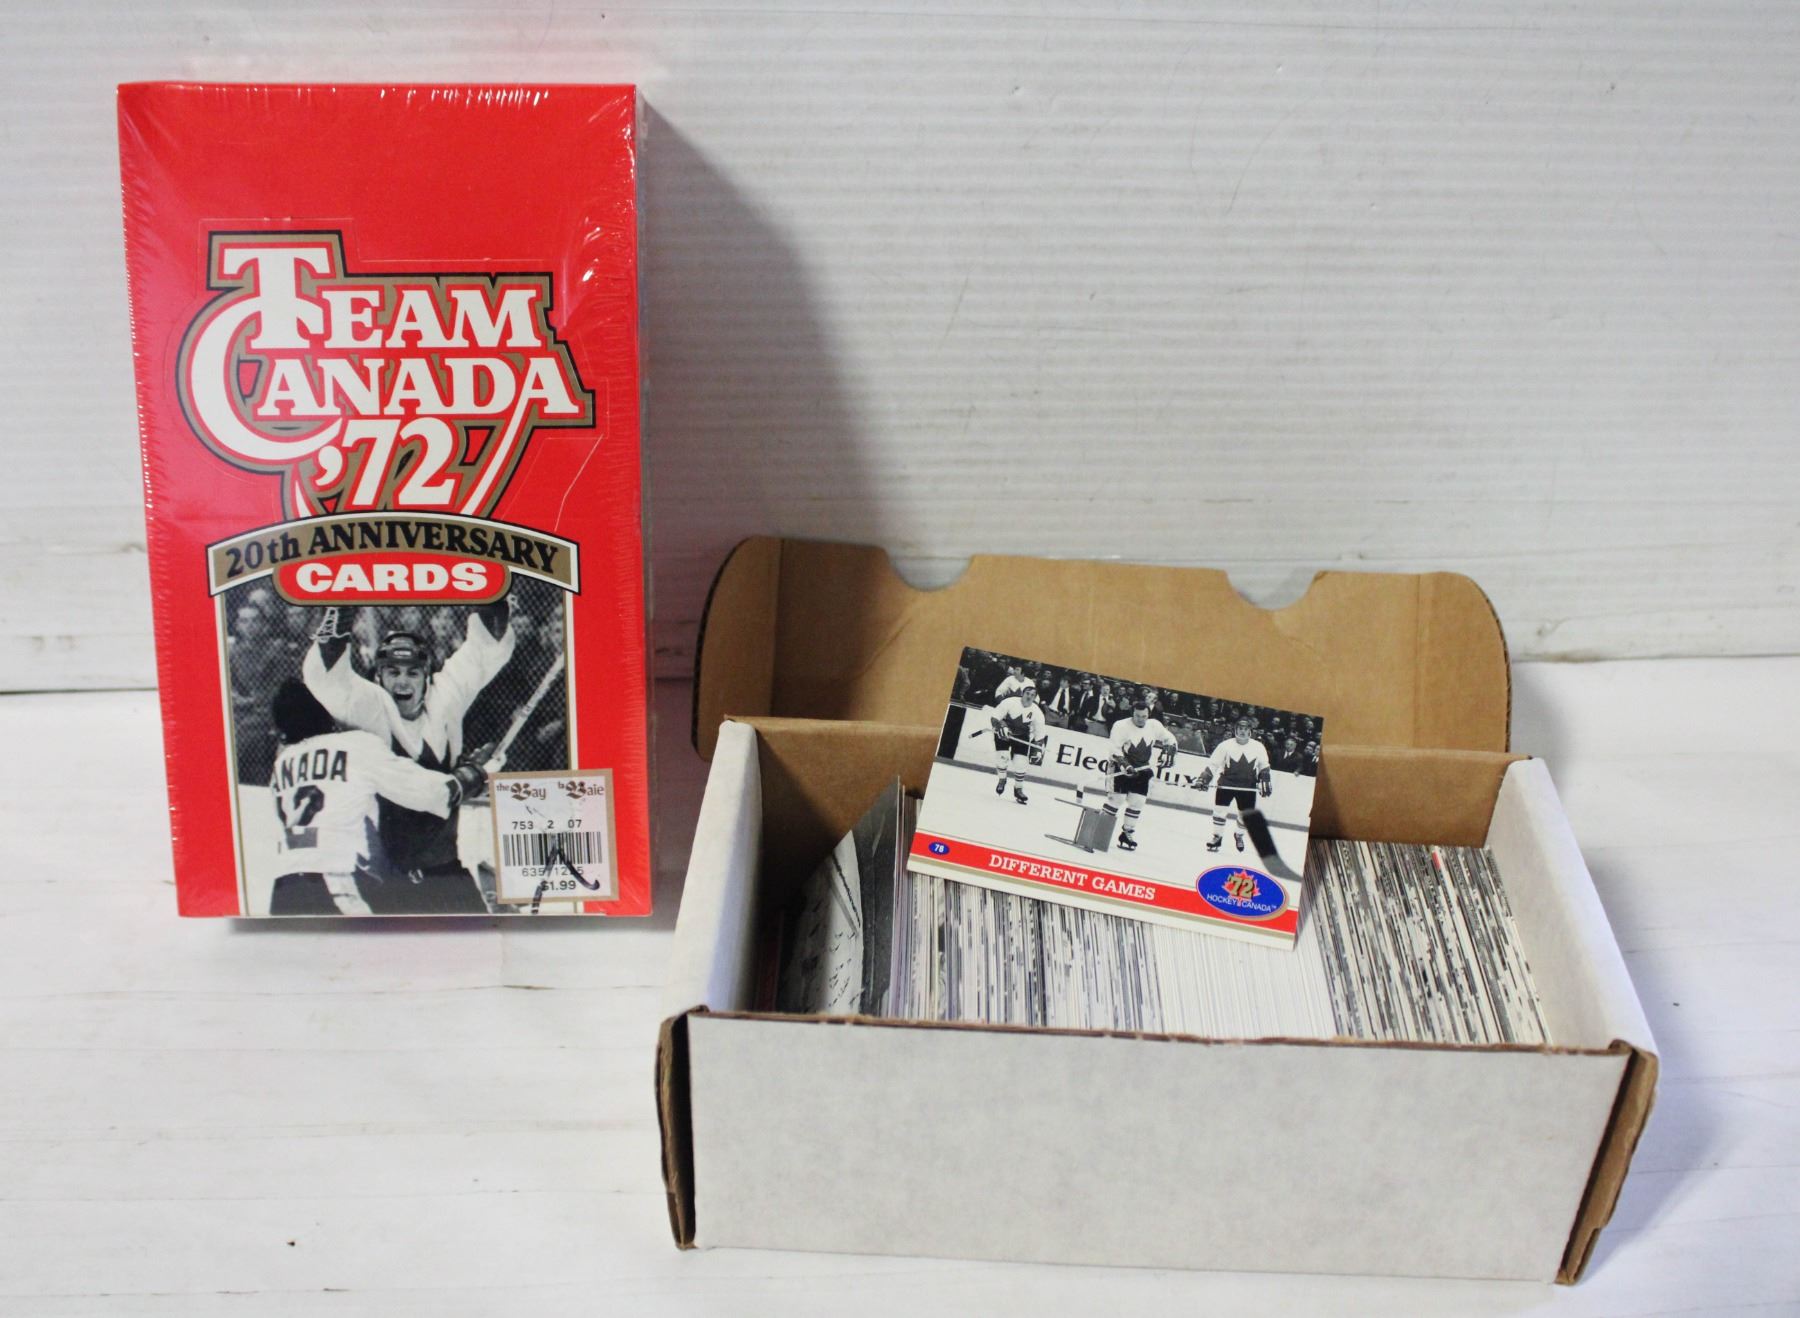 TEAM
CANADA
'72
20th ANNIVERSARY
CARDS
ANADA
12
the Bay la Baie
753 2 07
$1.99
Electrolux
78
DIFFERENT GAMES
'72
HOCKEY CANADA™